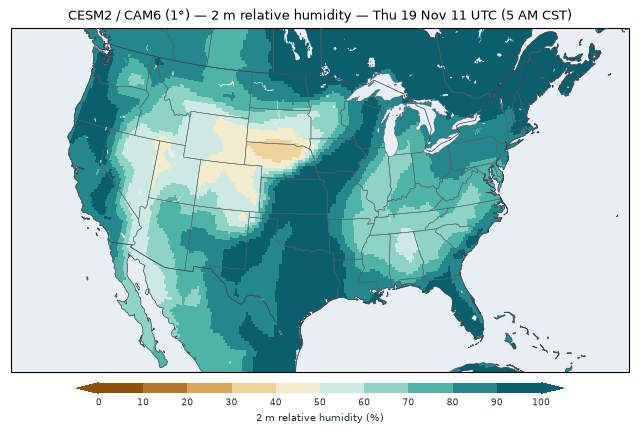 CESM2 / CAM6 (1°) — 2 m relative humidity — Thu 19 Nov 11 UTC (5 AM CST)
0 10 20 30 40 50 60 70 80 90 100
2 m relative humidity (%)